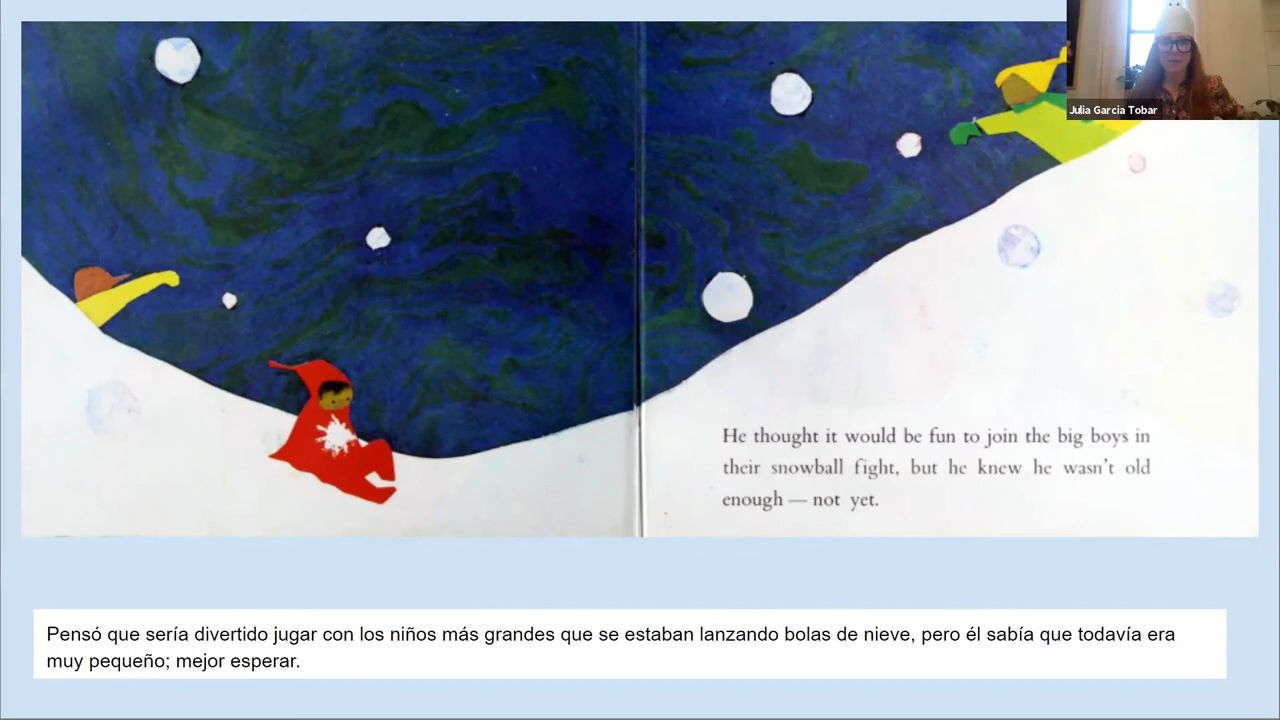 Julia Garcia Tobar
He thought it would be fun to join the big boys in
their snowball fight, but he knew he wasn't old
enough — not yet.
Pensó que sería divertido jugar con los niños más grandes que se estaban lanzando bolas de nieve, pero él sabía que todavía era
muy pequeño; mejor esperar.